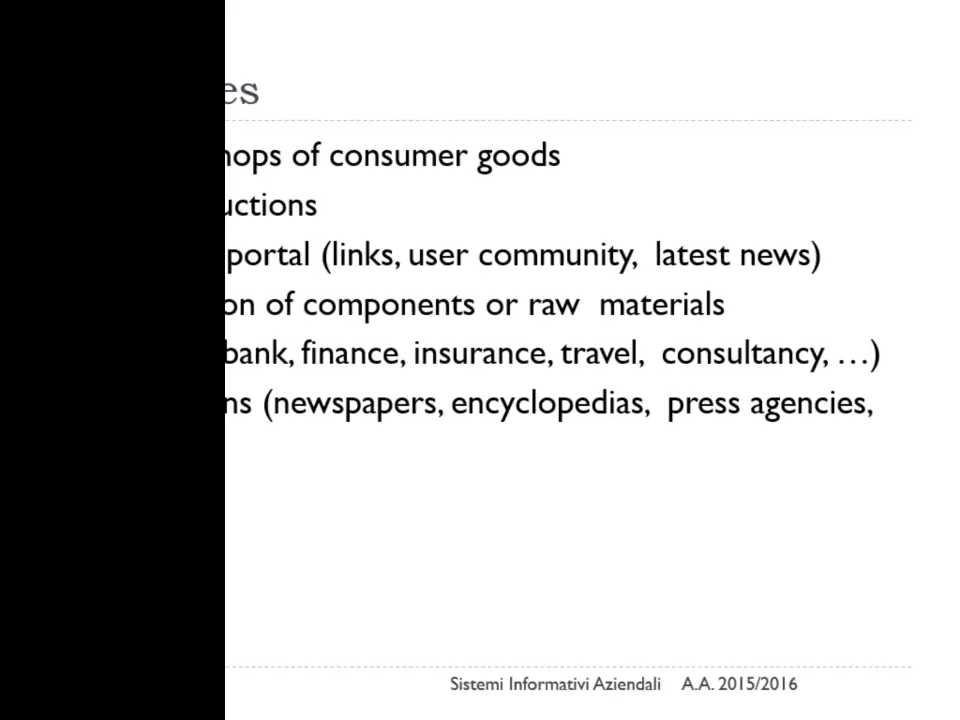 es
hops of consumer goods
uctions
portal (links, user community, latest news)
on of components or raw materials
bank, finance, insurance, travel, consultancy, …)
ns (newspapers, encyclopedias, press agencies,
Sistemi Informativi Aziendali A.A. 2015/2016